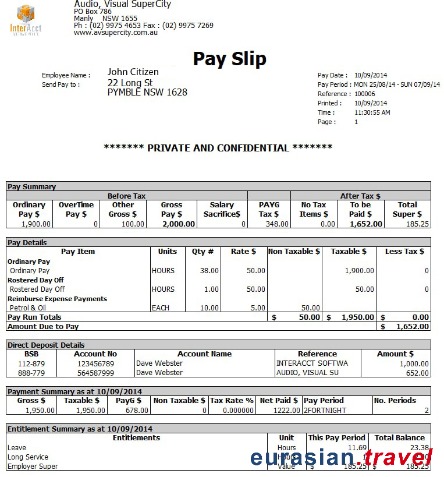 InterAcct
Audio, Visual SuperCity
PO Box 786
Manly NSW 1655
Ph : (02) 9975 4653 Fax : (02) 9975 7269
www.avsupercity.com.au
Pay Slip
Employee Name : John Citizen
Send Pay to : 22 Long St
PYMBLE NSW 1628
Pay Date : 10/09/2014
Pay Period : MON 25/08/14 - SUN 07/09/14
Reference : 100006
Printed : 10/09/2014
Time : 11:30:55 AM
Page : 1
******* PRIVATE AND CONFIDENTIAL *******
Pay Summary
Before Tax After Tax $
Ordinary Pay $ OverTime Pay $ Other Gross $ Gross Pay $ Salary Sacrifice$ PAYG Tax $ No Tax Items $ To be Paid $ Total Super $
1,900.00 0 100.00 2,000.00 0 348.00 0.00 1,652.00 185.25
Pay Details
Pay Item Units Qty # Rate $ Non Taxable $ Taxable $ Less Tax $
Ordinary Pay
Ordinary Pay HOURS 38.00 50.00 1,900.00 0
Rostered Day Off
Rostered Day Off HOURS 1.00 50.00 50.00 0
Reimburse Expense Payments
Petrol & Oil EACH 10.00 5.00 50.00
Pay Run Totals $ 50.00 $ 1,950.00 $ 0.00
Amount Due to Pay $ 1,652.00
Direct Deposit Details
BSB Account No Account Name Reference Amount $
112-879 123456789 Dave Webster INTERACCT SOFTWA 1,000.00
888-779 564587999 Dave Webster AUDIO, VISUAL SU 652.00
Payment Summary as at 10/09/2014
Gross $ Taxable $ PayG $ Non Taxable $ Tax Rate % Net Paid $ Pay Period No. Periods
1,950.00 1,950.00 678.00 0 0.000000 1222.00 2FORTNIGHT 2
Entitlement Summary as at 10/09/2014
Entitlements Unit This Pay Period Total Balance
Leave Hours 11.69 23.38
Long Service
Employer Super Value $ 185.25 $ 185.25
eurasian.travel